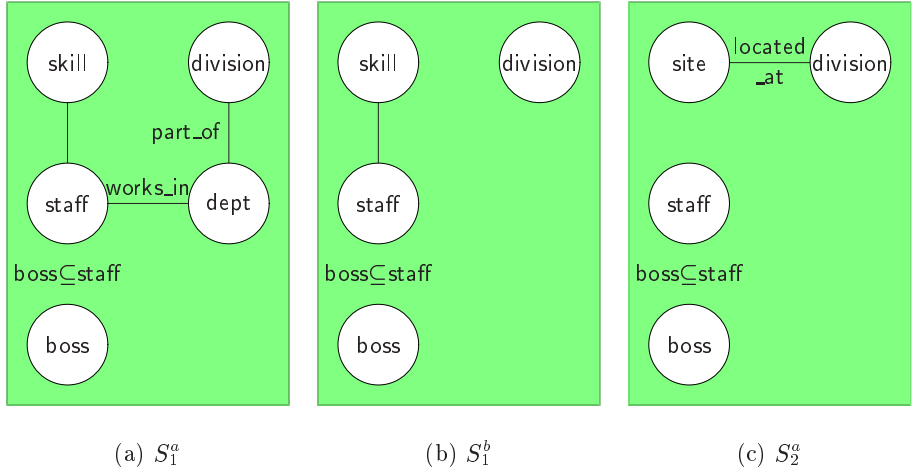 skill
division
part_of
works_in
staff
dept
boss⊆staff
boss
(a) S₁ᵃ
skill
division
staff
boss⊆staff
boss
(b) S₁ᵇ
located
site
division
_at
staff
boss⊆staff
boss
(c) S₂ᵃ